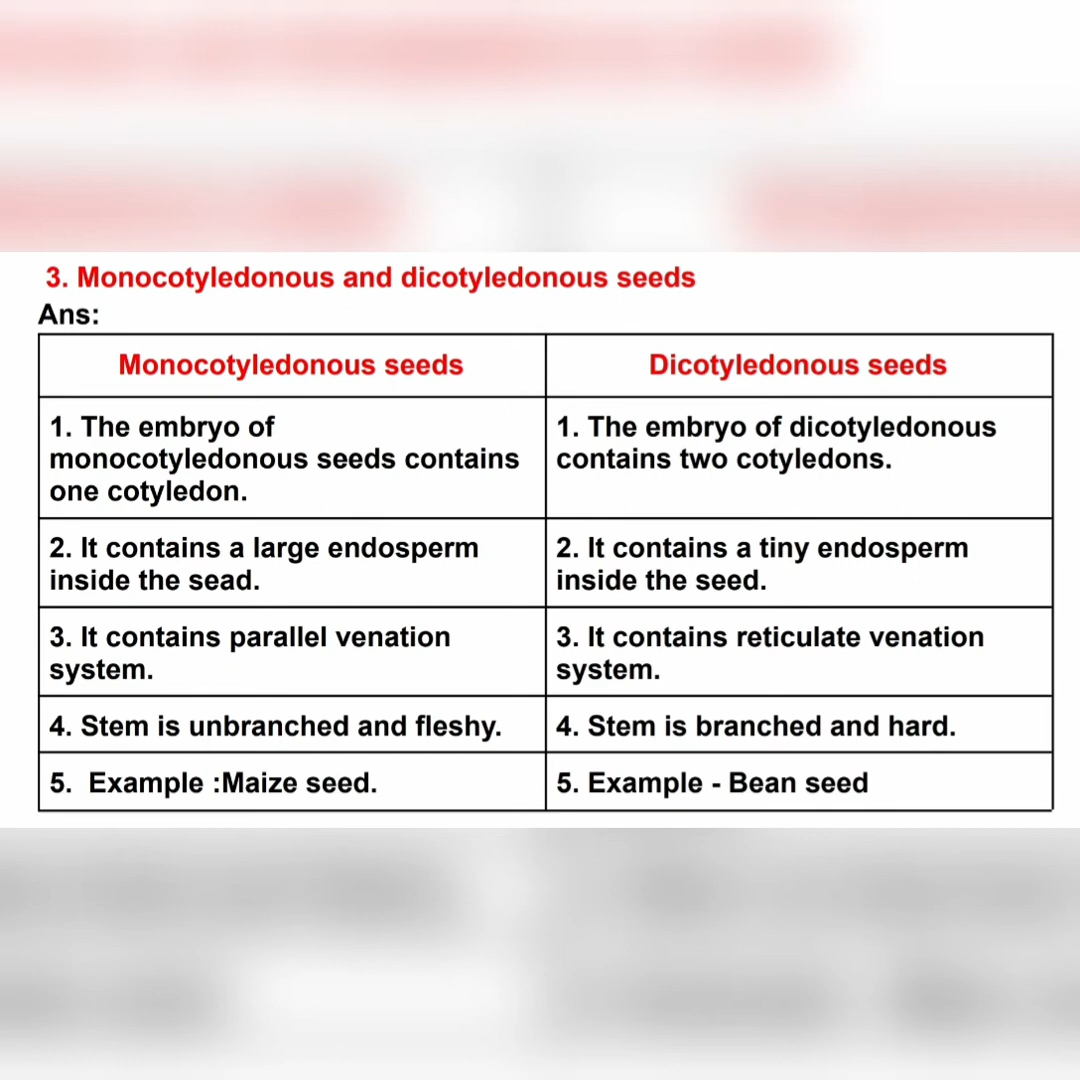 3. Monocotyledonous and dicotyledonous seeds
Ans:
Monocotyledonous seeds
Dicotyledonous seeds
1. The embryo of
monocotyledonous seeds contains
one cotyledon.
1. The embryo of dicotyledonous
contains two cotyledons.
2. It contains a large endosperm
inside the sead.
2. It contains a tiny endosperm
inside the seed.
3. It contains parallel venation
system.
3. It contains reticulate venation
system.
4. Stem is unbranched and fleshy.
4. Stem is branched and hard.
5.  Example :Maize seed.
5. Example - Bean seed